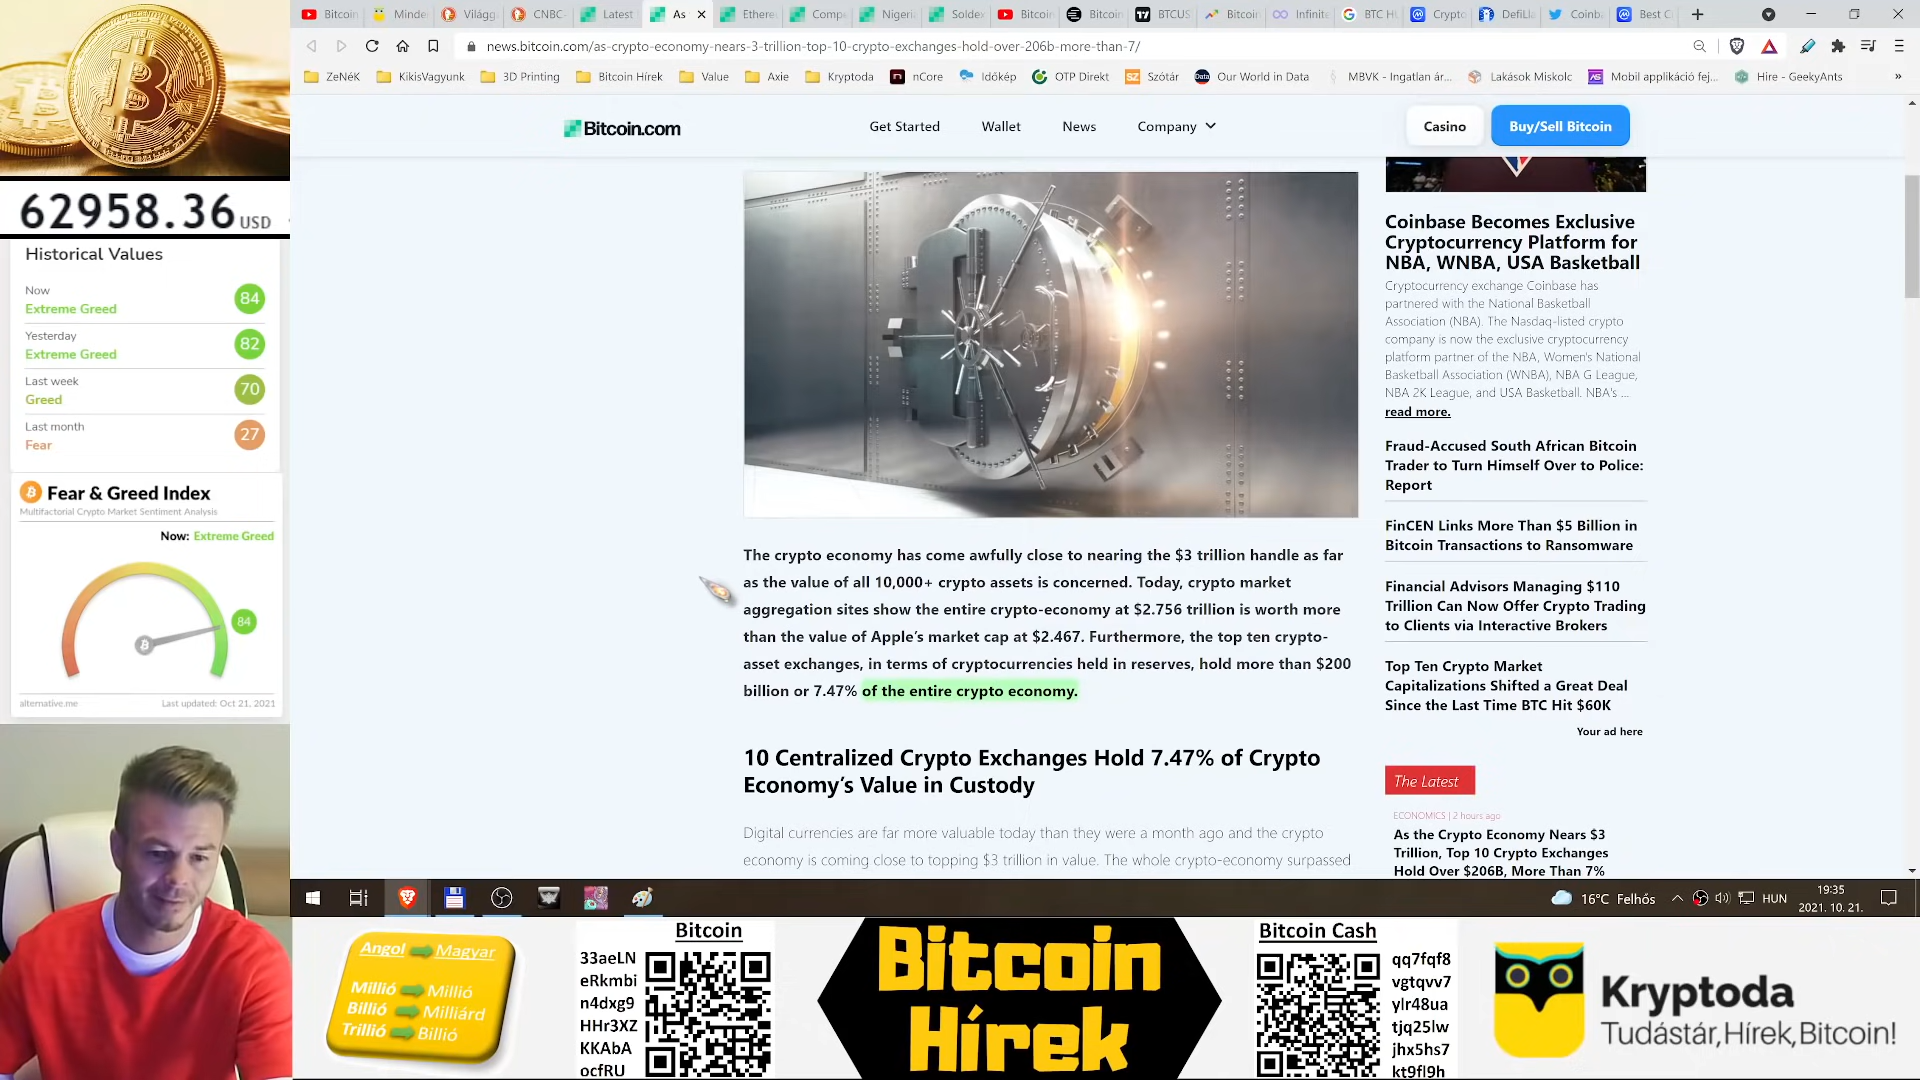 Bitcoin
Minde
Világg
CNBC-
Latest
As
Ethere
Compa
Nigeri
Soldex
Bitcoin
Bitcoin
BTCUS
Bitcoin
Infinite
BTC H
Crypto
DefiLla
Coinb
Best C
news.bitcoin.com/as-crypto-economy-nears-3-trillion-top-10-crypto-exchanges-hold-over-206b-more-than-7/
ZeNéK
KikisVagyunk
3D Printing
Bitcoin Hírek
Value
Axie
Kryptoda
nCore
Időkép
OTP Direkt
Szótár
Our World in Data
MBVK - Ingatlan ár...
Lakások Miskolc
Mobil applikáció fej...
Hire - GeekyAnts
Bitcoin.com
Get Started
Wallet
News
Company
Casino
Buy/Sell Bitcoin
62958.36 USD
Historical Values
Now
Extreme Greed
84
Yesterday
Extreme Greed
82
Last week
Greed
70
Last month
Fear
27
Fear & Greed Index
Multifactorial Crypto Market Sentiment Analysis
Now: Extreme Greed
84
alternative.me
Last updated: Oct 21, 2021
The crypto economy has come awfully close to nearing the $3 trillion handle as far
as the value of all 10,000+ crypto assets is concerned. Today, crypto market
aggregation sites show the entire crypto-economy at $2.756 trillion is worth more
than the value of Apple’s market cap at $2.467. Furthermore, the top ten crypto-
asset exchanges, in terms of cryptocurrencies held in reserves, hold more than $200
billion or 7.47% of the entire crypto economy.
10 Centralized Crypto Exchanges Hold 7.47% of Crypto
Economy’s Value in Custody
Digital currencies are far more valuable today than they were a month ago and the crypto
economy is coming close to topping $3 trillion in value. The whole crypto-economy surpassed
Coinbase Becomes Exclusive
Cryptocurrency Platform for
NBA, WNBA, USA Basketball
Cryptocurrency exchange Coinbase has
partnered with the National Basketball
Association (NBA). The Nasdaq-listed crypto
company is now the exclusive cryptocurrency
platform partner of the NBA, Women's National
Basketball Association (WNBA), NBA G League,
NBA 2K League, and USA Basketball. NBA's ...
read more.
Fraud-Accused South African Bitcoin
Trader to Turn Himself Over to Police:
Report
FinCEN Links More Than $5 Billion in
Bitcoin Transactions to Ransomware
Financial Advisors Managing $110
Trillion Can Now Offer Crypto Trading
to Clients via Interactive Brokers
Top Ten Crypto Market
Capitalizations Shifted a Great Deal
Since the Last Time BTC Hit $60K
Your ad here
The Latest
ECONOMICS | 2 hours ago
As the Crypto Economy Nears $3
Trillion, Top 10 Crypto Exchanges
Hold Over $206B, More Than 7%
16°C Felhős
HUN
19:35
2021. 10. 21.
Angol Magyar
Millió Millió
Billió Milliárd
Trillió Billió
Bitcoin
33aeLN
eRkmbi
n4dxg9
HHr3XZ
KKAbA
ocfRU
Bitcoin
Hírek
Bitcoin Cash
qq7fqf8
vgtqvv7
ylr48ua
tjq25lw
jhx5hs7
kt9fl9h
Kryptoda
Tudástár,Hírek,Bitcoin!